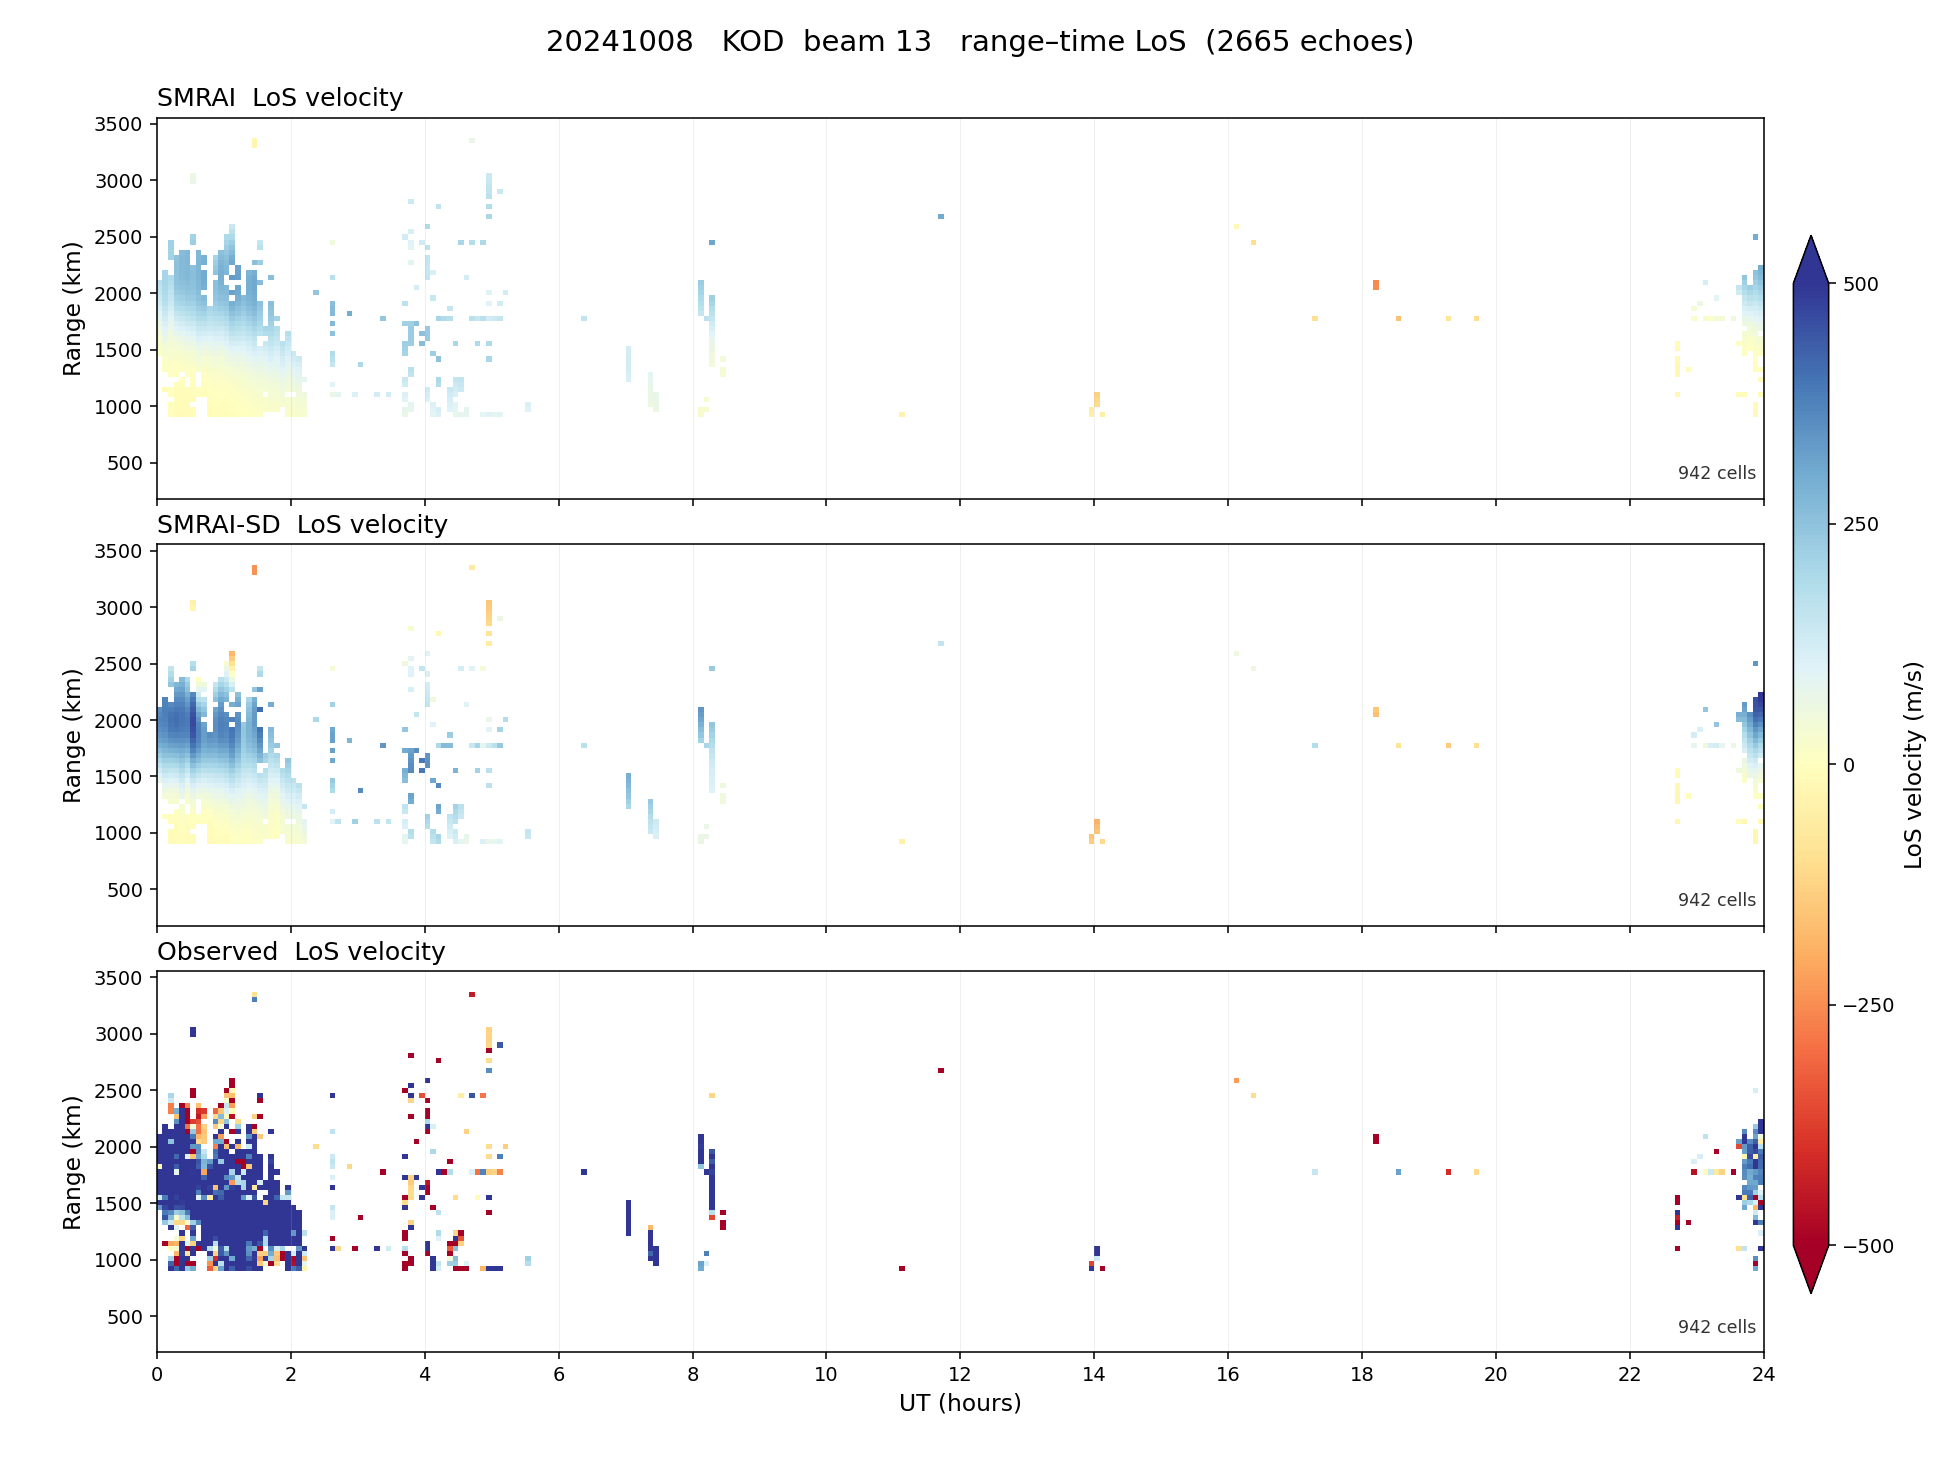 20241008   KOD  beam 13   range–time LoS  (2665 echoes)
SMRAI  LoS velocity
3500
3000
2500
2000
1500
1000
500
Range (km)
942 cells
SMRAI-SD  LoS velocity
3500
3000
2500
2000
1500
1000
500
Range (km)
942 cells
Observed  LoS velocity
3500
3000
2500
2000
1500
1000
500
Range (km)
942 cells
0 2 4 6 8 10 12 14 16 18 20 22 24
UT (hours)
500
250
0
−250
−500
LoS velocity (m/s)